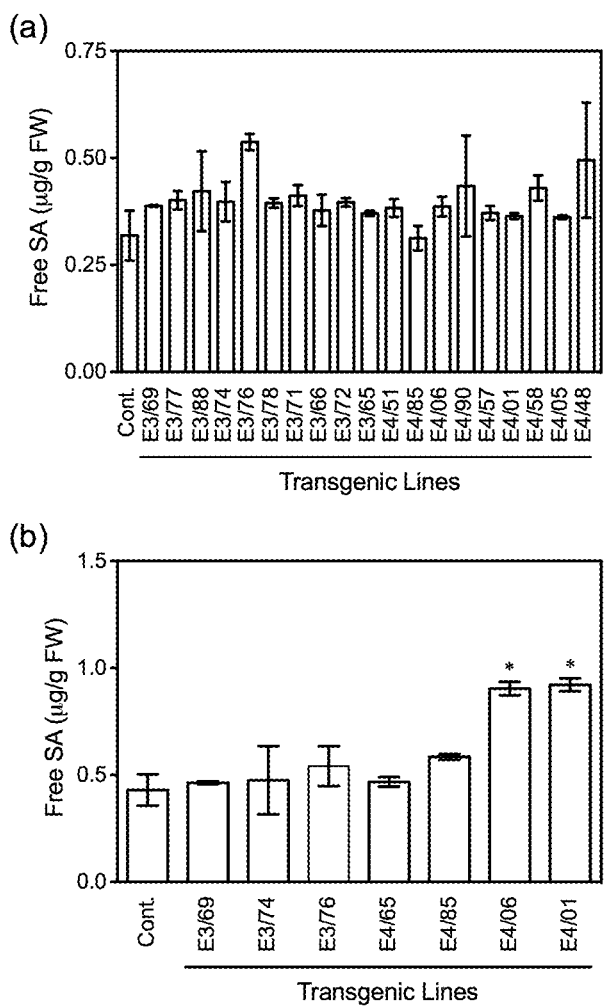 (a)
Free SA (µg/g FW)
0.75
0.50
0.25
0.00
Cont.
E3/69
E3/77
E3/88
E3/74
E3/76
E3/78
E3/71
E3/66
E3/72
E3/65
E4/51
E4/85
E4/06
E4/90
E4/57
E4/01
E4/58
E4/05
E4/48
Transgenic Lines
(b)
Free SA (µg/g FW)
1.5
1.0
0.5
0.0
* *
Cont.
E3/69
E3/74
E3/76
E4/65
E4/85
E4/06
E4/01
Transgenic Lines